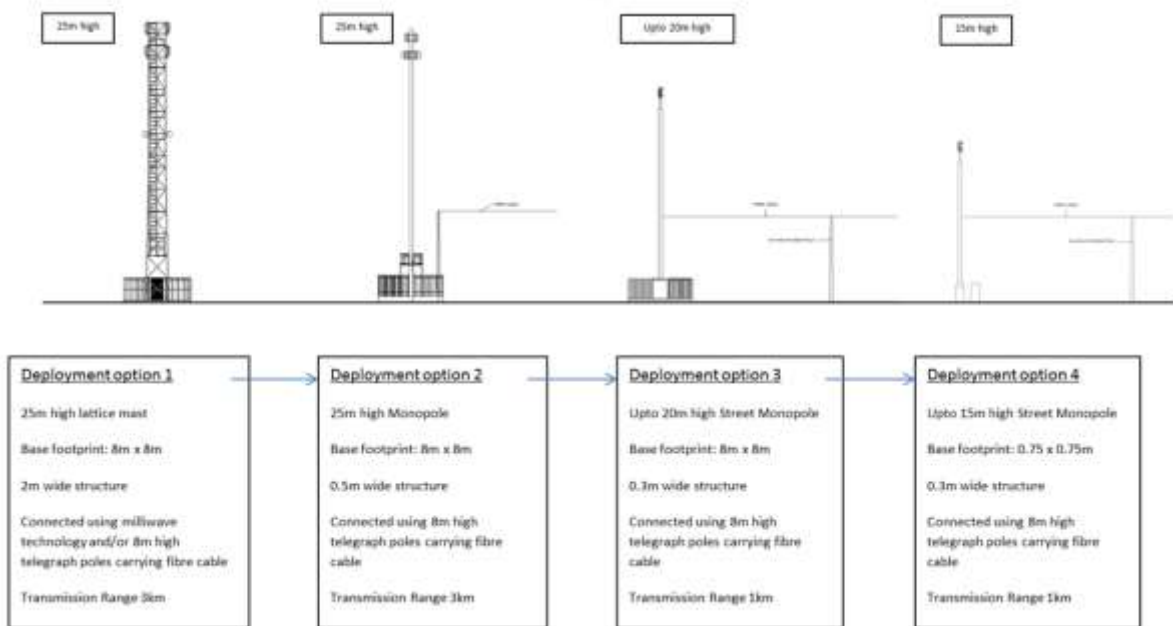 25m high
25m high
Upto 20m high
15m high
Deployment option 1
25m high lattice mast
Base footprint: 8m x 8m
2m wide structure
Connected using milliwave
technology and/or 8m high
telegraph poles carrying fibre cable
Transmission Range 3km
Deployment option 2
25m high Monopole
Base footprint: 8m x 8m
0.5m wide structure
Connected using 8m high
telegraph poles carrying fibre
cable
Transmission Range 3km
Deployment option 3
Upto 20m high Street Monopole
Base footprint: 8m x 8m
0.3m wide structure
Connected using 8m high
telegraph poles carrying fibre
cable
Transmission Range 1km
Deployment option 4
Upto 15m high Street Monopole
Base footprint: 0.75 x 0.75m
0.3m wide structure
Connected using 8m high
telegraph poles carrying fibre
cable
Transmission Range 1km